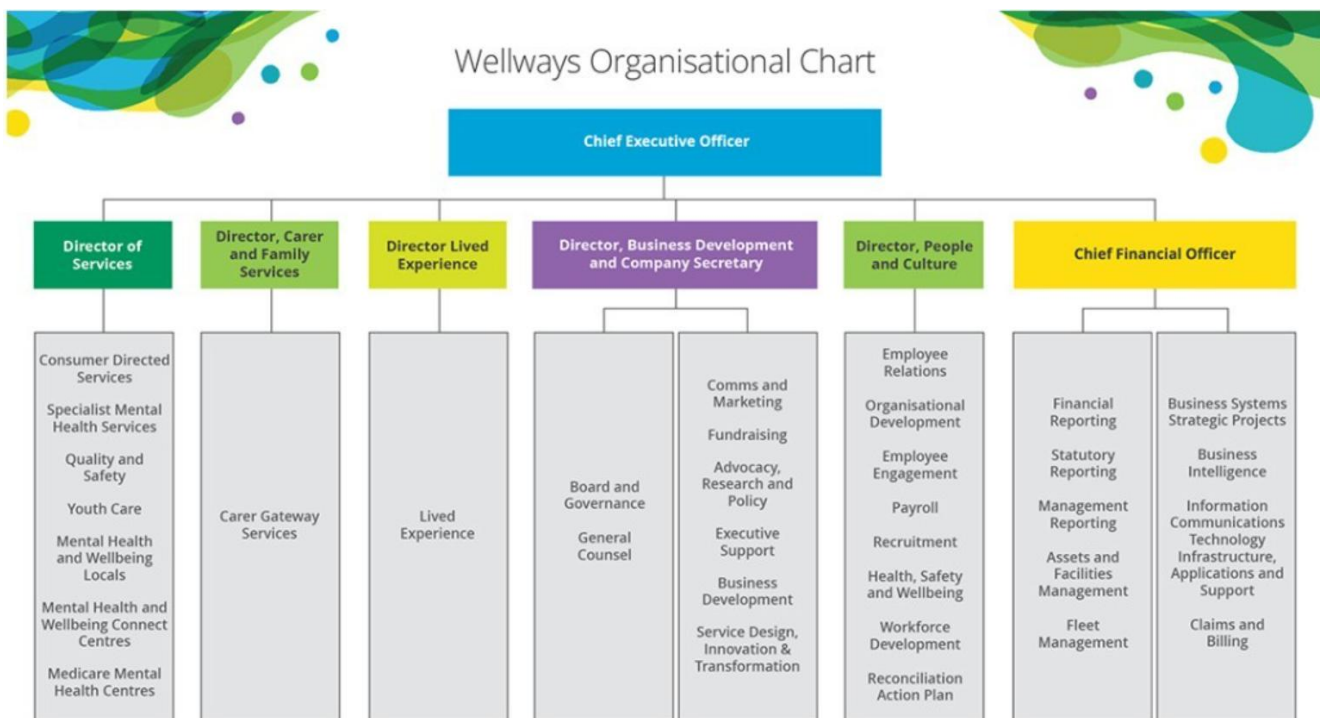 Wellways Organisational Chart
Chief Executive Officer
Director of
Services
Director, Carer
and Family
Services
Director Lived
Experience
Director, Business Development
and Company Secretary
Director, People
and Culture
Chief Financial Officer
Consumer Directed
Services
Specialist Mental
Health Services
Quality and
Safety
Youth Care
Mental Health
and Wellbeing
Locals
Mental Health and
Wellbeing Connect
Centres
Medicare Mental
Health Centres
Carer Gateway
Services
Lived
Experience
Board and
Governance
General
Counsel
Comms and
Marketing
Fundraising
Advocacy,
Research and
Policy
Executive
Support
Business
Development
Service Design,
Innovation &
Transformation
Employee
Relations
Organisational
Development
Employee
Engagement
Payroll
Recruitment
Health, Safety
and Wellbeing
Workforce
Development
Reconciliation
Action Plan
Financial
Reporting
Statutory
Reporting
Management
Reporting
Assets and
Facilities
Management
Fleet
Management
Business Systems
Strategic Projects
Business
Intelligence
Information
Communications
Technology
Infrastructure,
Applications and
Support
Claims and
Billing